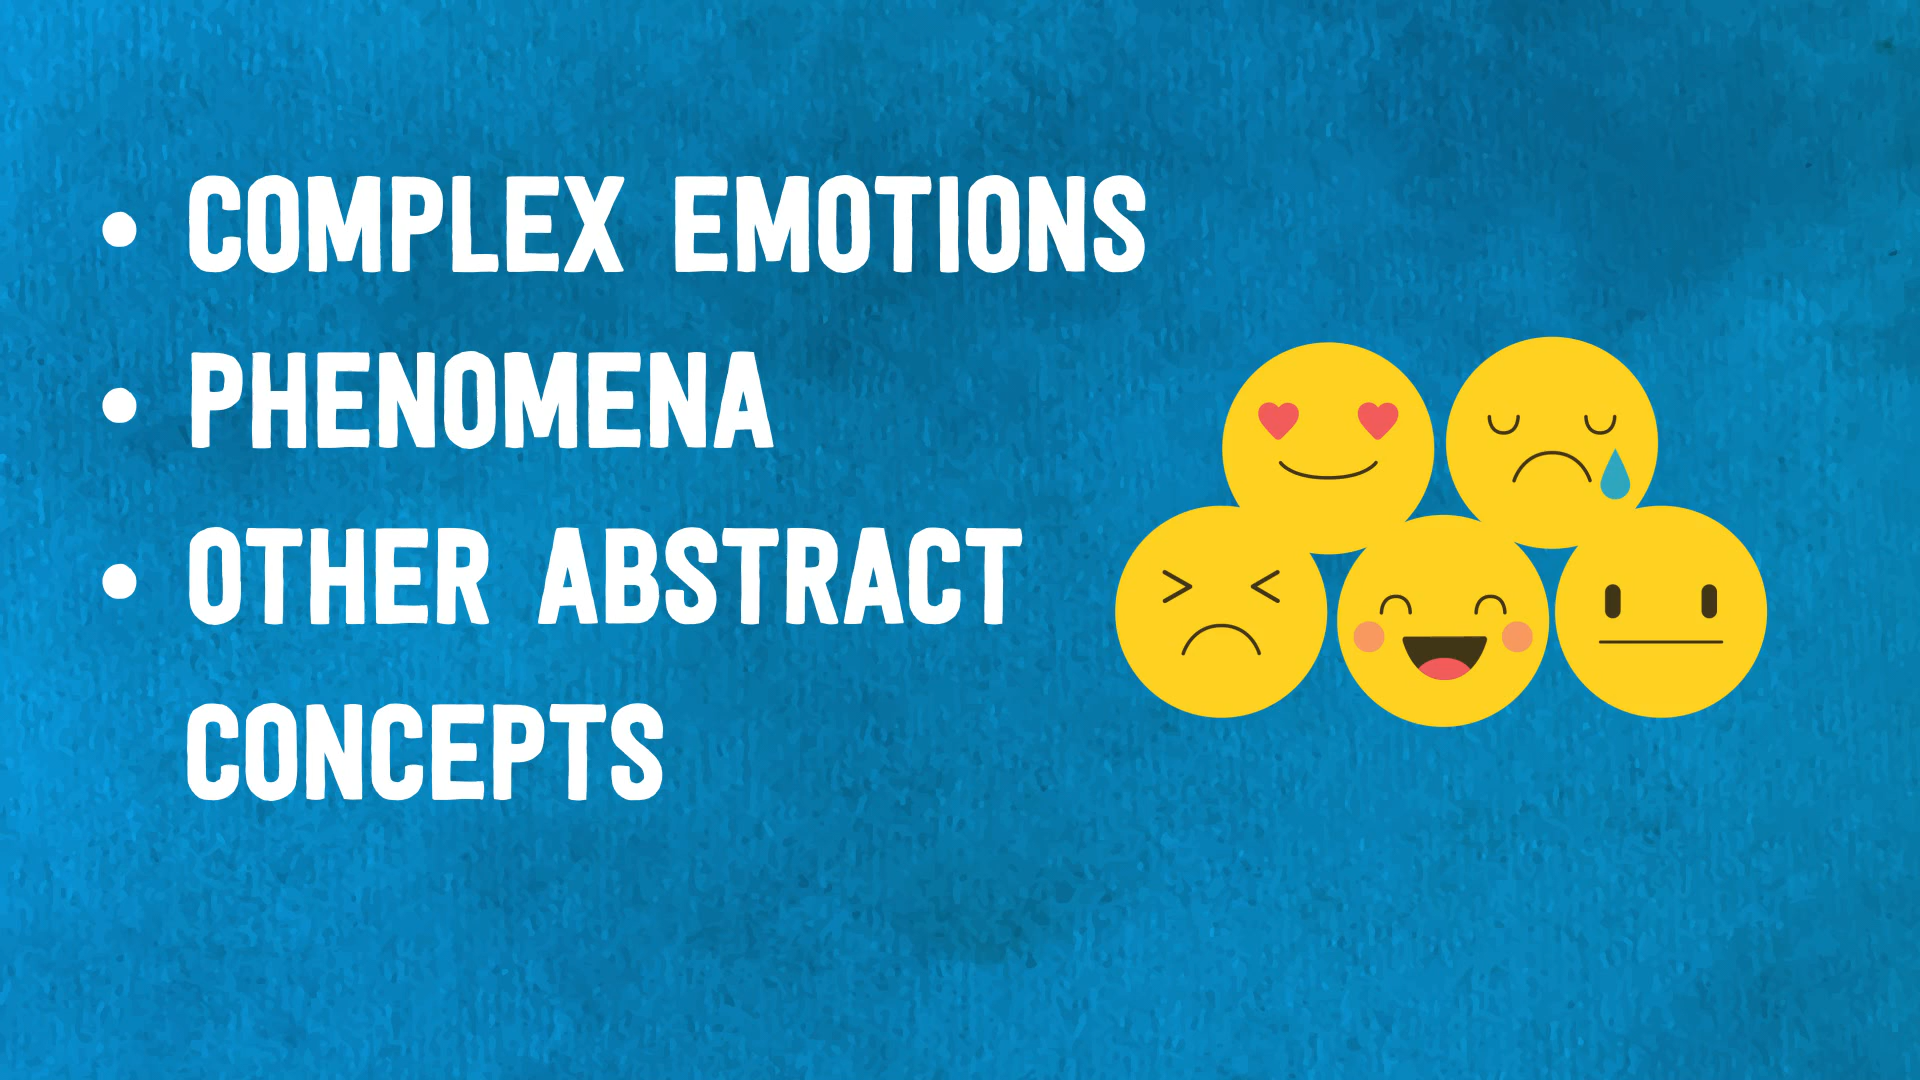 • COMPLEX EMOTIONS
• PHENOMENA
• OTHER ABSTRACT
CONCEPTS